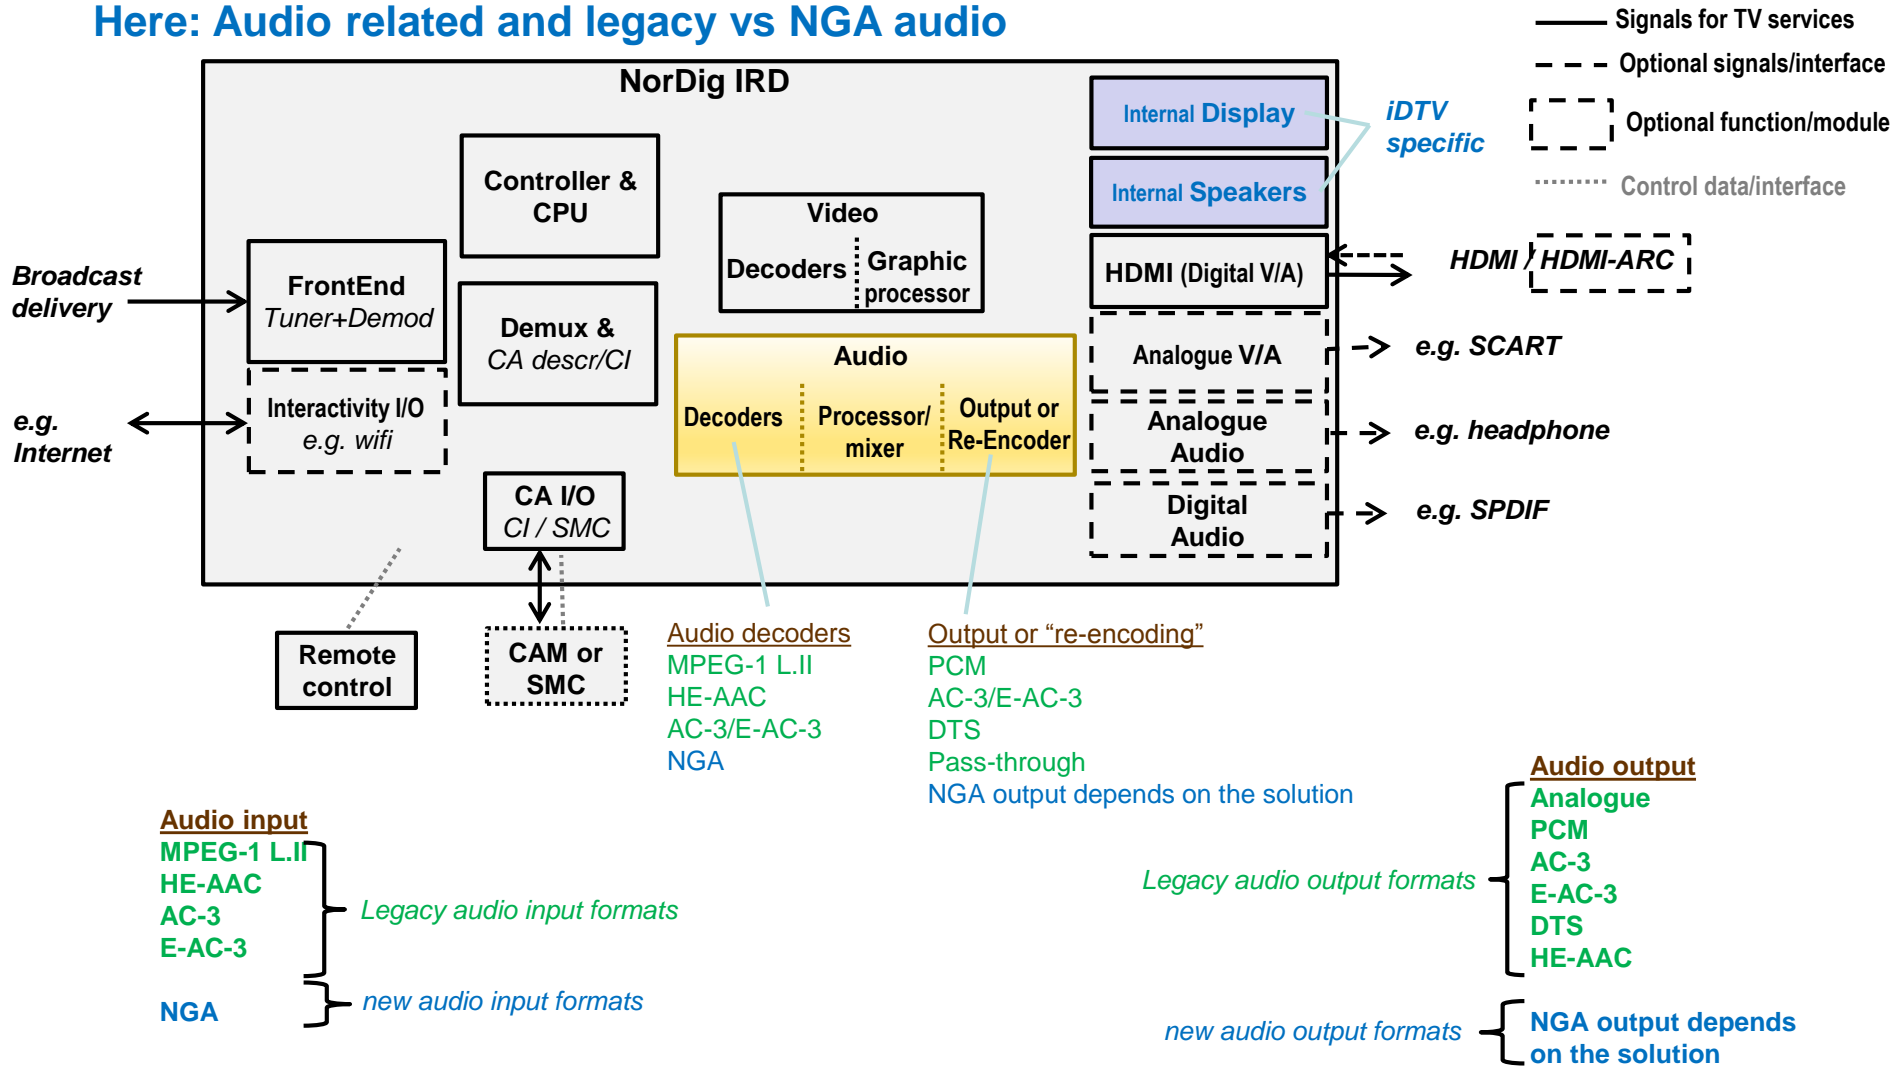 Here: Audio related and legacy vs NGA audio
Signals for TV services
Optional signals/interface
Optional function/module
Control data/interface
NorDig IRD
Internal Display
Internal Speakers
iDTV
specific
Controller &
CPU
Video
Decoders
Graphic
processor
Broadcast
delivery
FrontEnd
Tuner+Demod
Demux &
CA descr/CI
HDMI (Digital V/A)
HDMI / HDMI-ARC
Analogue V/A
e.g. SCART
Audio
Decoders
Processor/
mixer
Output or
Re-Encoder
e.g.
Internet
Interactivity I/O
e.g. wifi
Analogue
Audio
e.g. headphone
CA I/O
CI / SMC
Digital
Audio
e.g. SPDIF
Remote
control
CAM or
SMC
Audio decoders
MPEG-1 L.II
HE-AAC
AC-3/E-AC-3
NGA
Output or “re-encoding”
PCM
AC-3/E-AC-3
DTS
Pass-through
NGA output depends on the solution
Audio input
MPEG-1 L.II
HE-AAC
AC-3
E-AC-3
Legacy audio input formats
NGA
new audio input formats
Audio output
Analogue
PCM
AC-3
E-AC-3
DTS
HE-AAC
Legacy audio output formats
new audio output formats
NGA output depends
on the solution